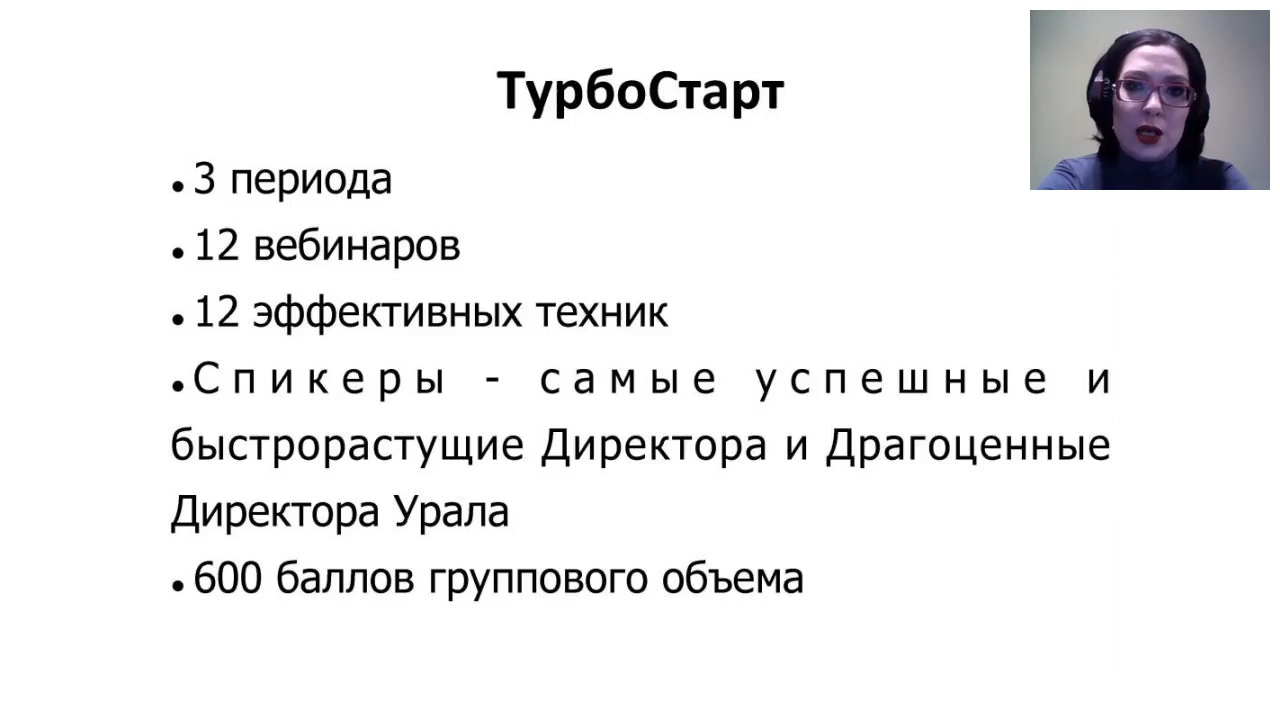 ТурбоСтарт
• 3 периода
• 12 вебинаров
• 12 эффективных техник
• Спикеры - самые успешные и
быстрорастущие Директора и Драгоценные
Директора Урала
• 600 баллов группового объема